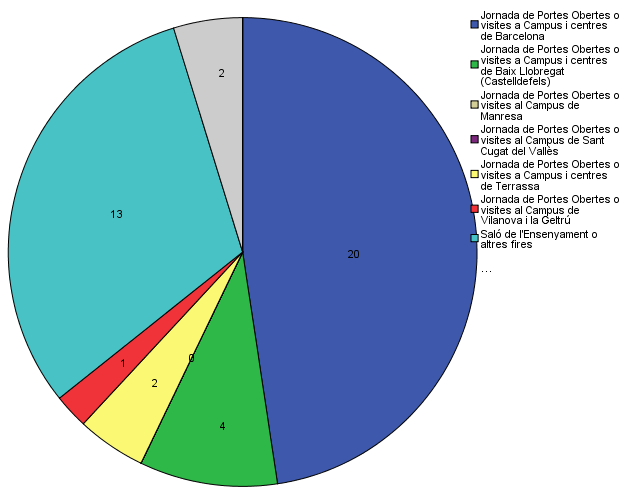 Jornada de Portes Obertes o
visites a Campus i centres
de Barcelona
Jornada de Portes Obertes o
visites a Campus i centres
de Baix Llobregat
(Castelldefels)
Jornada de Portes Obertes o
visites al Campus de
Manresa
Jornada de Portes Obertes o
visites al Campus de Sant
Cugat del Vallès
Jornada de Portes Obertes o
visites a Campus i centres
de Terrassa
Jornada de Portes Obertes o
visites al Campus de
Vilanova i la Geltrú
Saló de l'Ensenyament o
altres fires
...
2
13
20
0
1
2
4